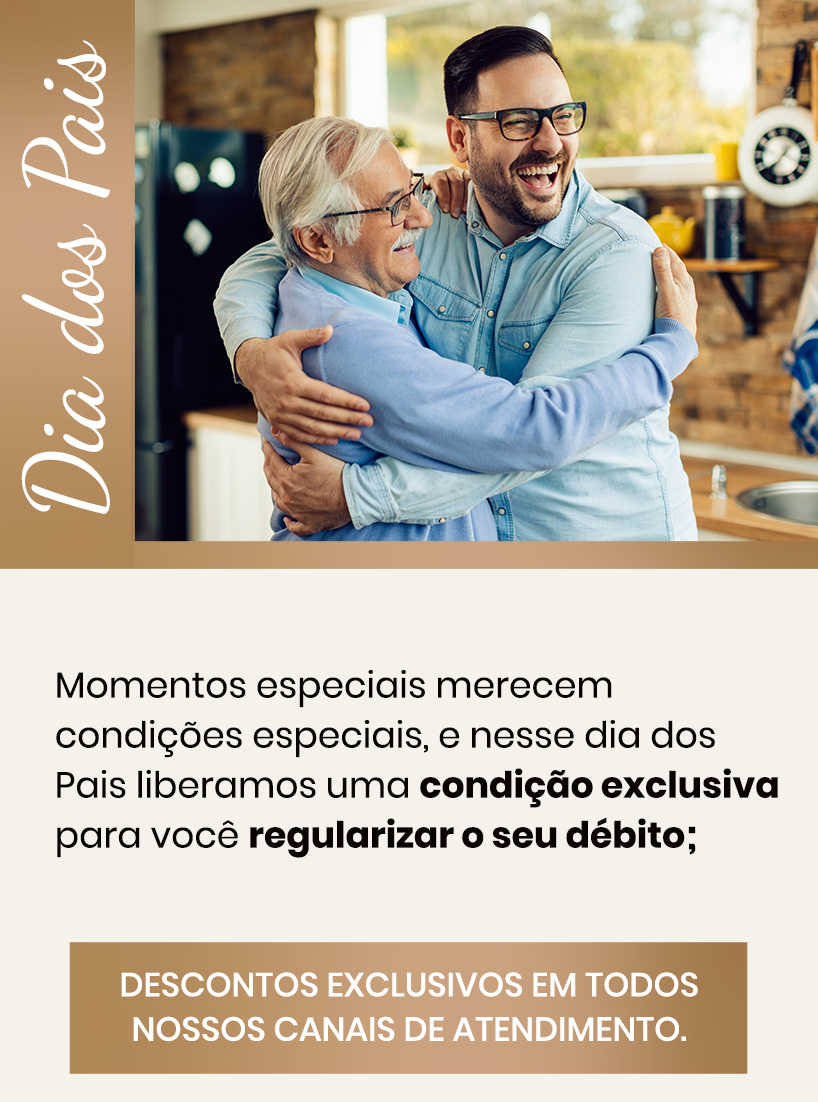 Dia dos Pais
Momentos especiais merecem
condições especiais, e nesse dia dos
Pais liberamos uma condição exclusiva
para você regularizar o seu débito;
DESCONTOS EXCLUSIVOS EM TODOS
NOSSOS CANAIS DE ATENDIMENTO.